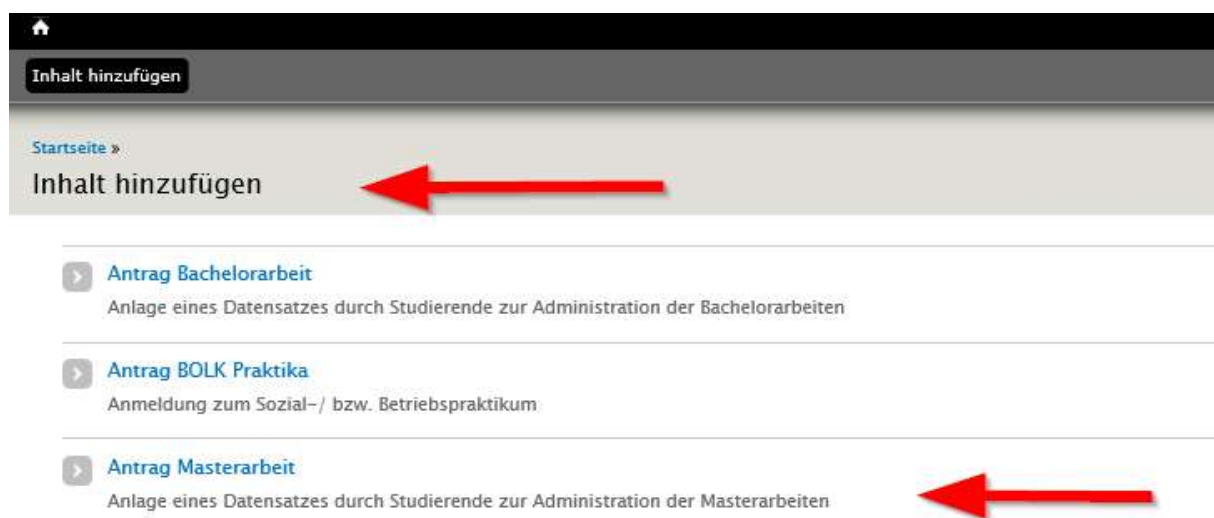 Inhalt hinzufügen
Startseite »
Inhalt hinzufügen
Antrag Bachelorarbeit
Anlage eines Datensatzes durch Studierende zur Administration der Bachelorarbeiten
Antrag BOLK Praktika
Anmeldung zum Sozial-/ bzw. Betriebspraktikum
Antrag Masterarbeit
Anlage eines Datensatzes durch Studierende zur Administration der Masterarbeiten